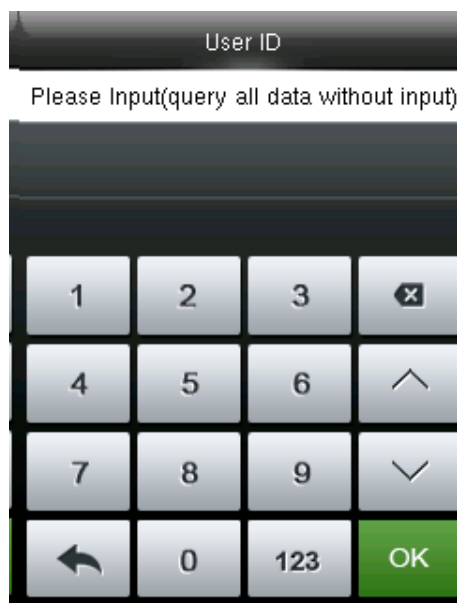 User ID
Please Input(query all data without input)
1 2 3
4 5 6
7 8 9
0 123 OK